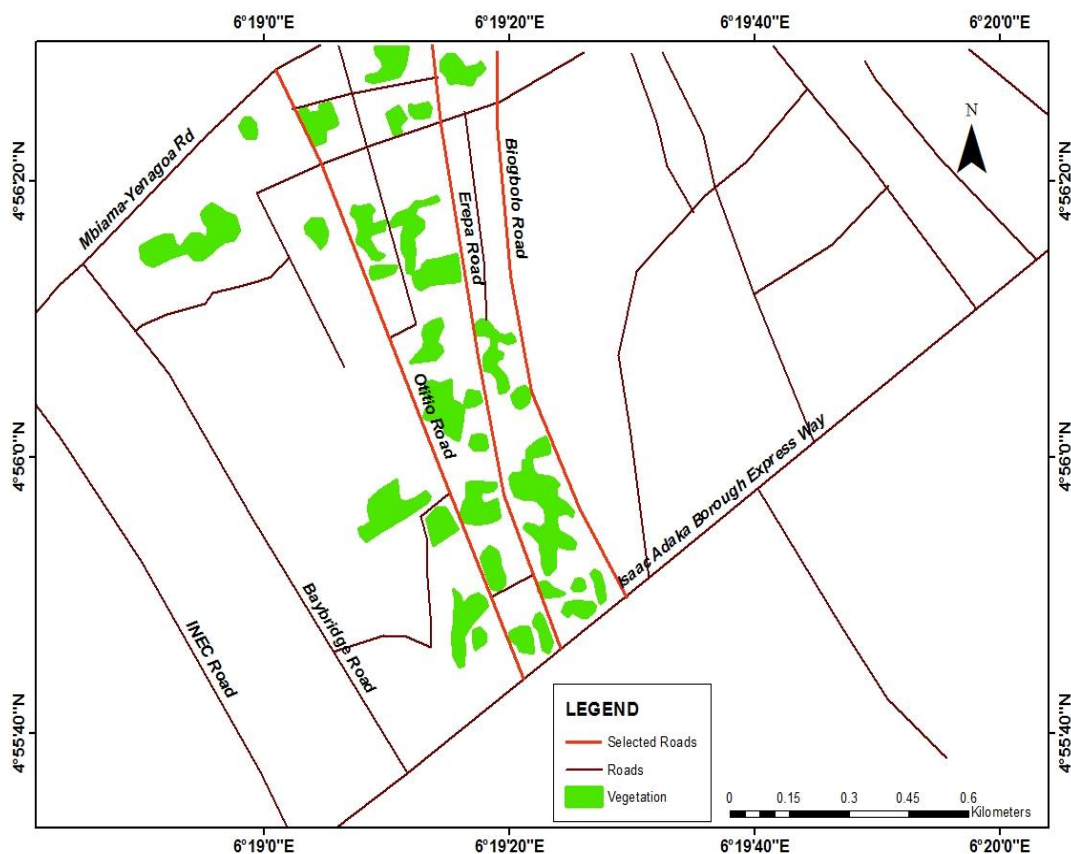 6°19'0"E
6°19'20"E
6°19'40"E
6°20'0"E
N
4°56'20"N
4°56'20"N
Mbiama-Yenagoa Rd
Erepa Road
Biogbolo Road
Otitio Road
4°56'0"N
4°56'0"N
Isaac Adaka Borough Express Way
Baybridge Road
INEC Road
4°55'40"N
4°55'40"N
LEGEND
Selected Roads
Roads
Vegetation
0 0.15 0.3 0.45 0.6
Kilometers
6°19'0"E
6°19'20"E
6°19'40"E
6°20'0"E